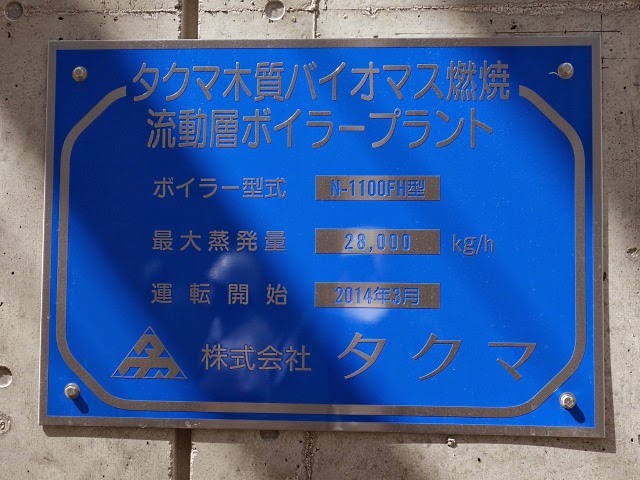 タクマ木質バイオマス燃焼
流動層ボイラープラント
ボイラー型式 N-1100FH型
最大蒸発量 28,000 kg/h
運転開始 2014年3月
株式会社 タクマ